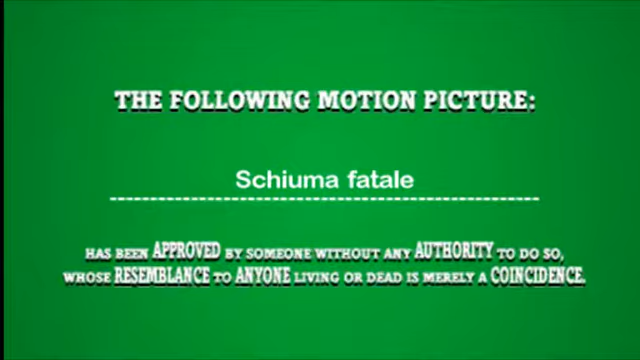 THE FOLLOWING MOTION PICTURE:
Schiuma fatale
HAS BEEN APPROVED BY SOMEONE WITHOUT ANY AUTHORITY TO DO SO,
WHOSE RESEMBLANCE TO ANYONE LIVING OR DEAD IS MERELY A COINCIDENCE.